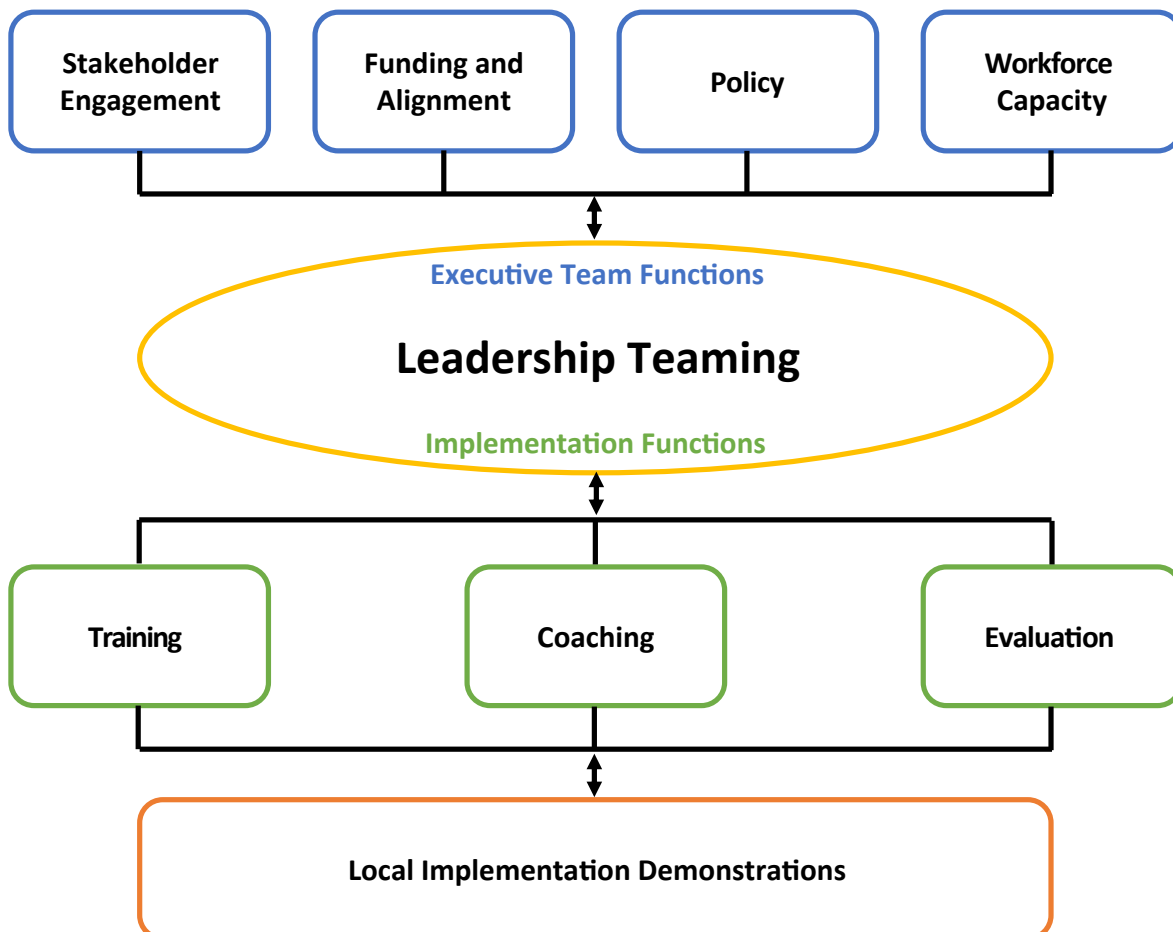 Stakeholder
Engagement
Funding and
Alignment
Policy
Workforce
Capacity
Executive Team Functions
Leadership Teaming
Implementation Functions
Training
Coaching
Evaluation
Local Implementation Demonstrations